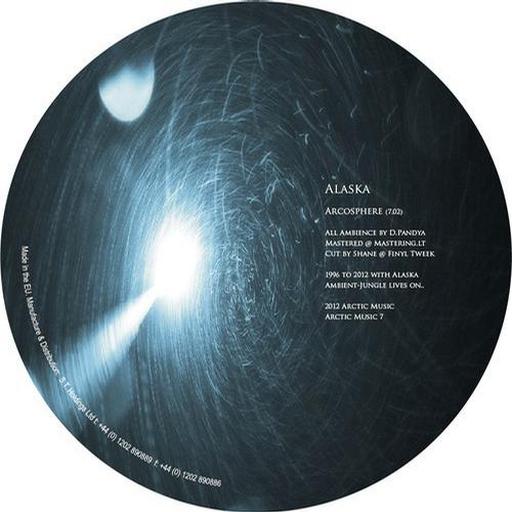 Alaska
Arcosphere (7.02)
All Ambience by D.Pandya
Mastered @ Mastering.lt
Cut by Shane @ Finyl Tweek
1996 to 2012 with Alaska
Ambient-Jungle lives on..
2012 Arctic Music
Arctic Music 7
Made in the EU. Manufacture & Distribution: S.T. Holdings Ltd t: +44 (0) 1202 890889 f: +44 (0) 1202 890886